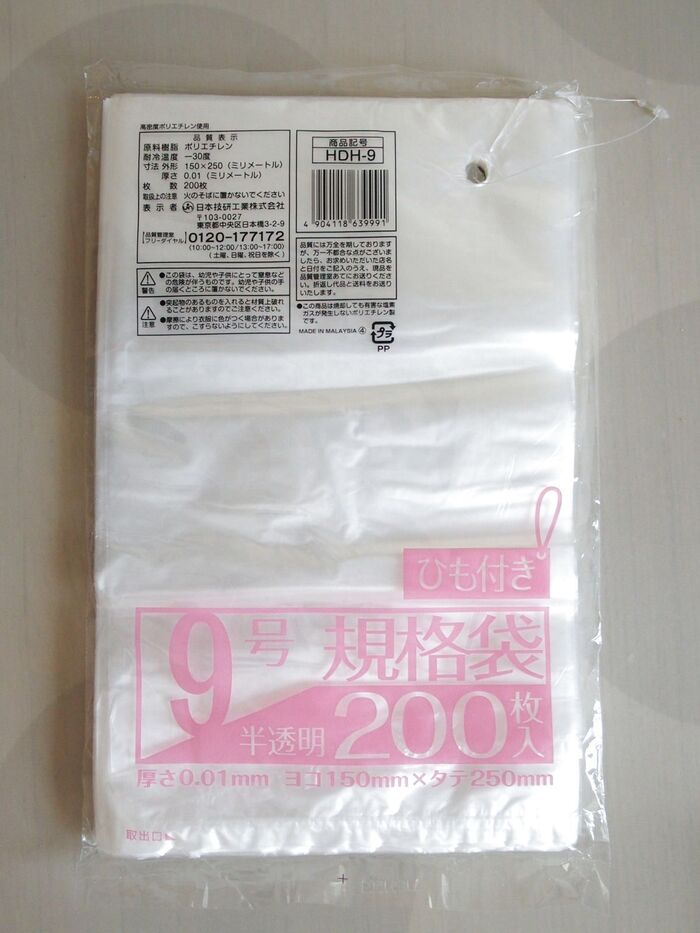 高密度ポリエチレン使用
品質表示
原料樹脂 ポリエチレン
耐冷温度 −30度
寸法 外形 150×250（ミリメートル）
厚さ 0.01（ミリメートル）
枚数 200枚
取扱上の注意 火のそばに置かないでください
表示者 日本技研工業株式会社
〒103-0027
東京都中央区日本橋3-2-9
品質管理室
フリーダイヤル 0120-177172
(10:00~12:00/13:00~17:00)
(土曜、日曜、祝日を除く)
商品記号
HDH-9
4 904118 639991
品質には万全を期しておりますが、
万一不都合な点がございましたら、
お求めいただいた店名
と日付をご記入のうえ、現品を
品質管理室あてにお送りください。
折返し代品と送料をお送り
いたします。
警告
●この袋は、幼児や子供にとって窒息など
の危険が伴うものです。幼児や子供の手
の届くところに置かないでください。
注意
●突起物のあるものを入れると材質上破れ
ることがありますのでご注意ください。
●摩擦により衣服に色がつく場合があり
ますので、こすらないようにしてください。
●この商品は焼却しても有害な塩素
ガスが発生しないポリエチレン製
です。
MADE IN MALAYSIA ④
プラ
PP
ひも付き
9号 規格袋
半透明 200枚入
厚さ0.01mm ヨコ150mm×タテ250mm
取出口